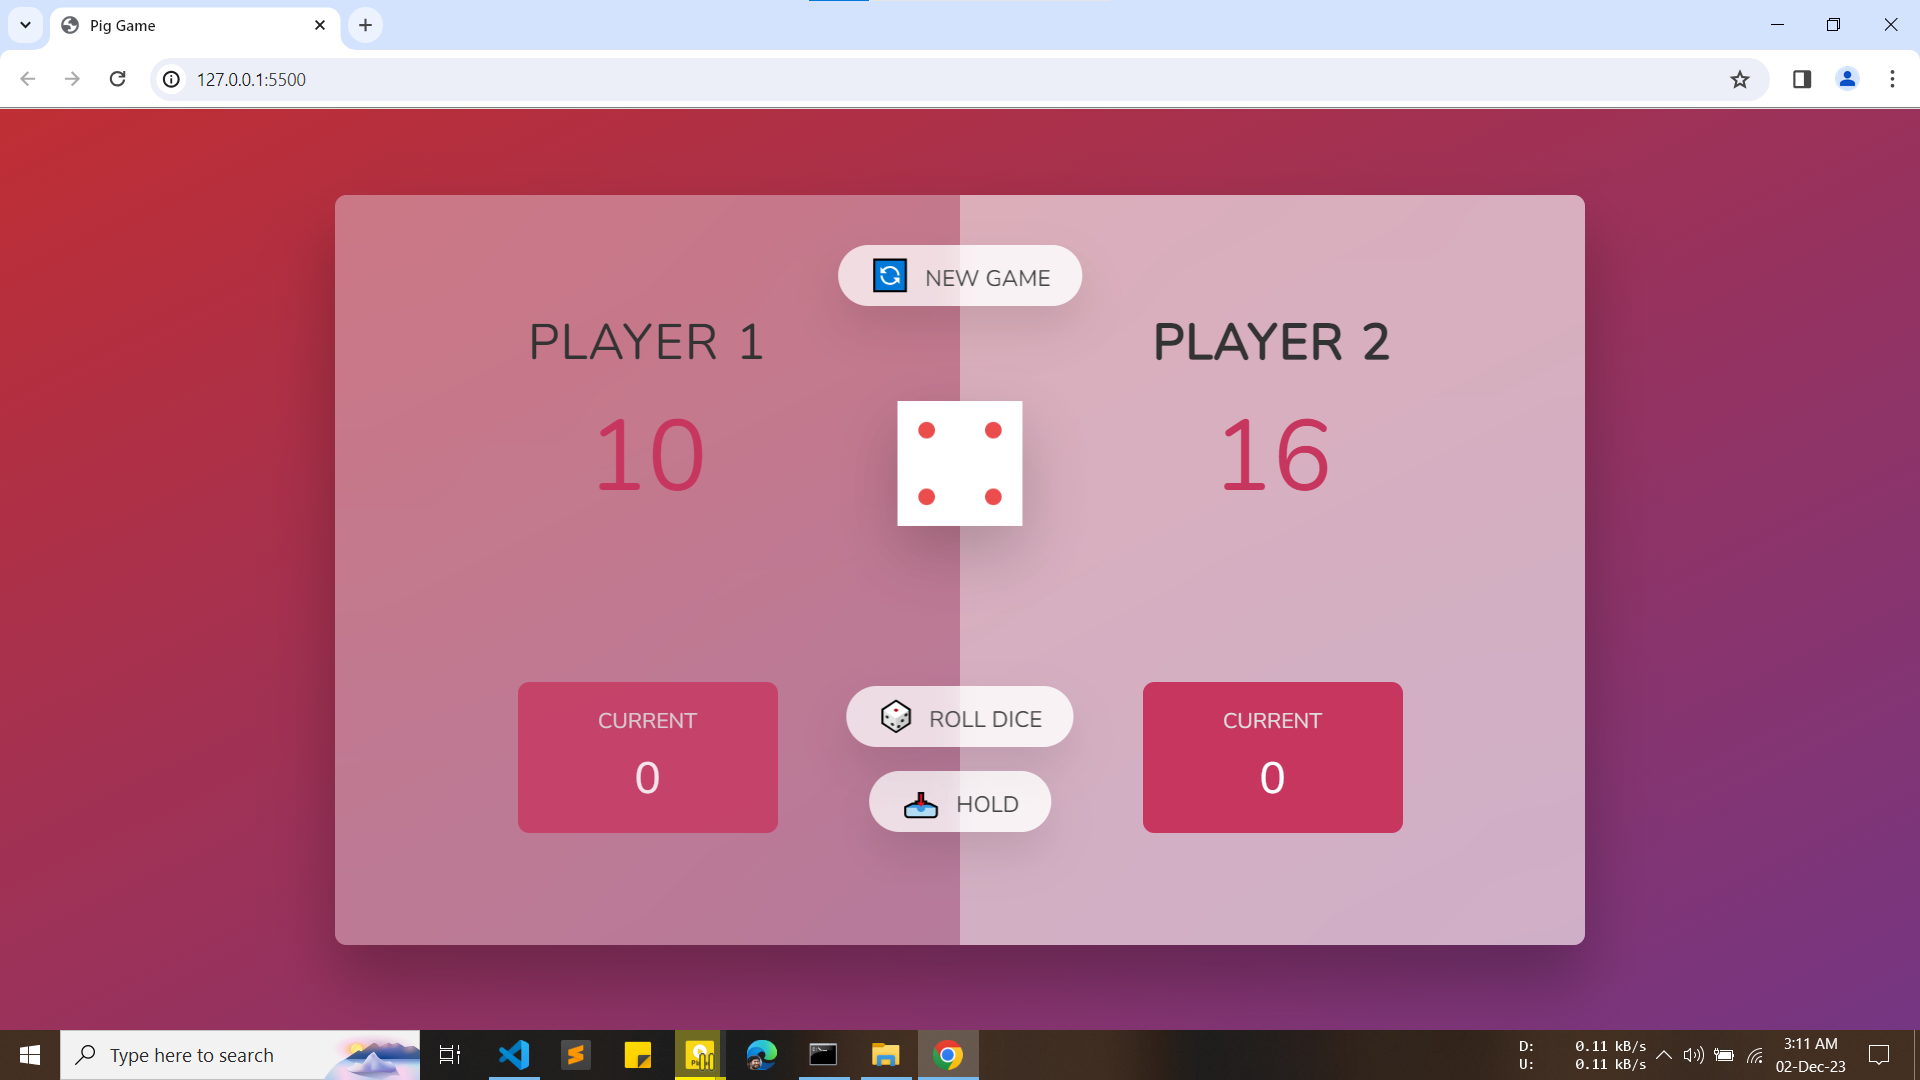 Pig Game
127.0.0.1:5500
NEW GAME
PLAYER 1
PLAYER 2
10
16
CURRENT
0
ROLL DICE
HOLD
CURRENT
0
Type here to search
D: 0.11 kB/s
U: 0.11 kB/s
3:11 AM
02-Dec-23